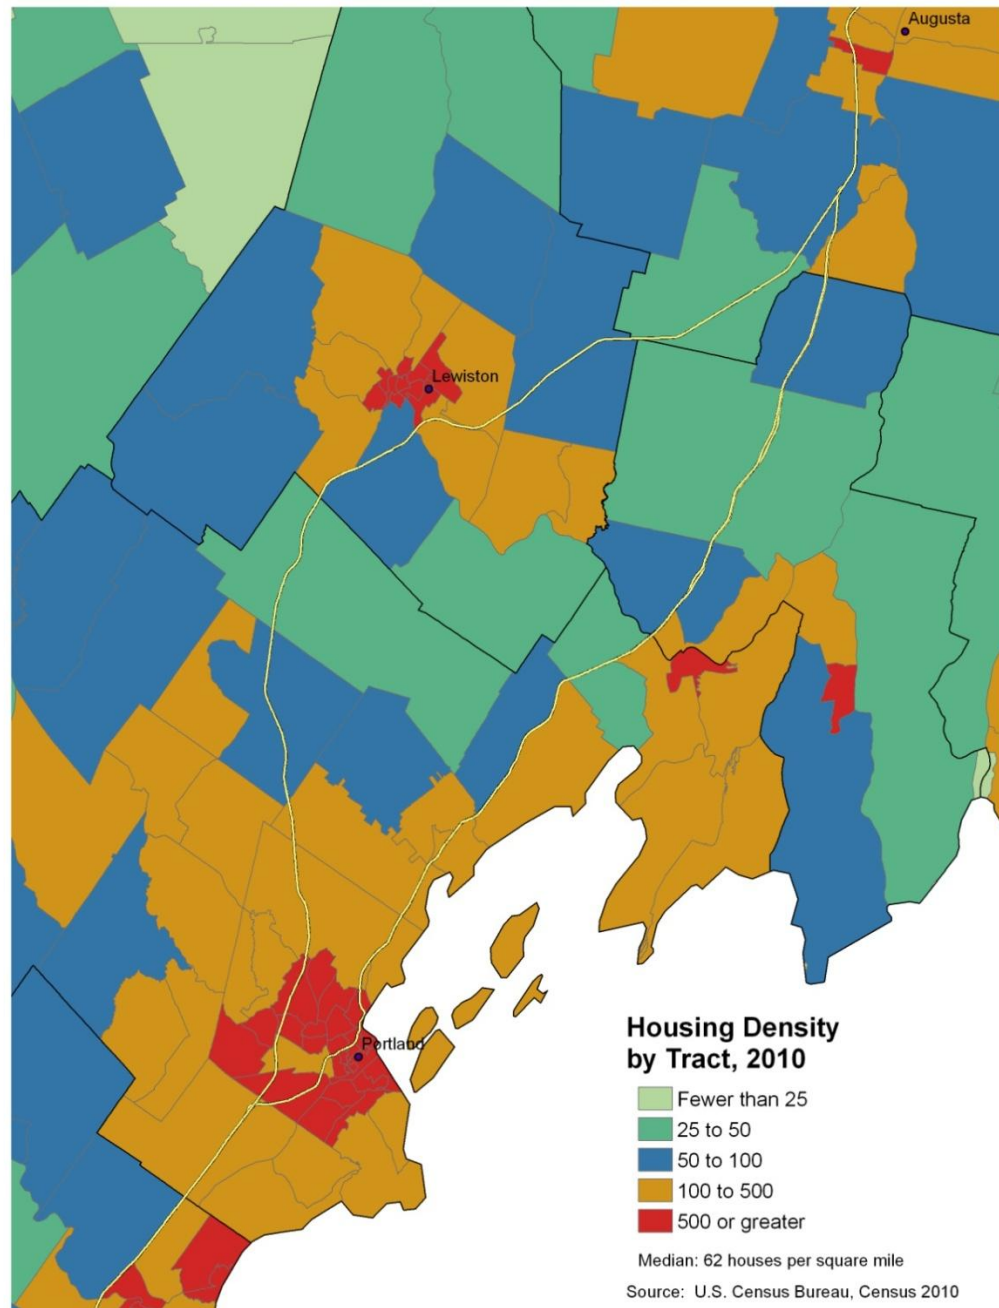 Augusta
Lewiston
Portland
Housing Density
by Tract, 2010
Fewer than 25
25 to 50
50 to 100
100 to 500
500 or greater
Median: 62 houses per square mile
Source: U.S. Census Bureau, Census 2010